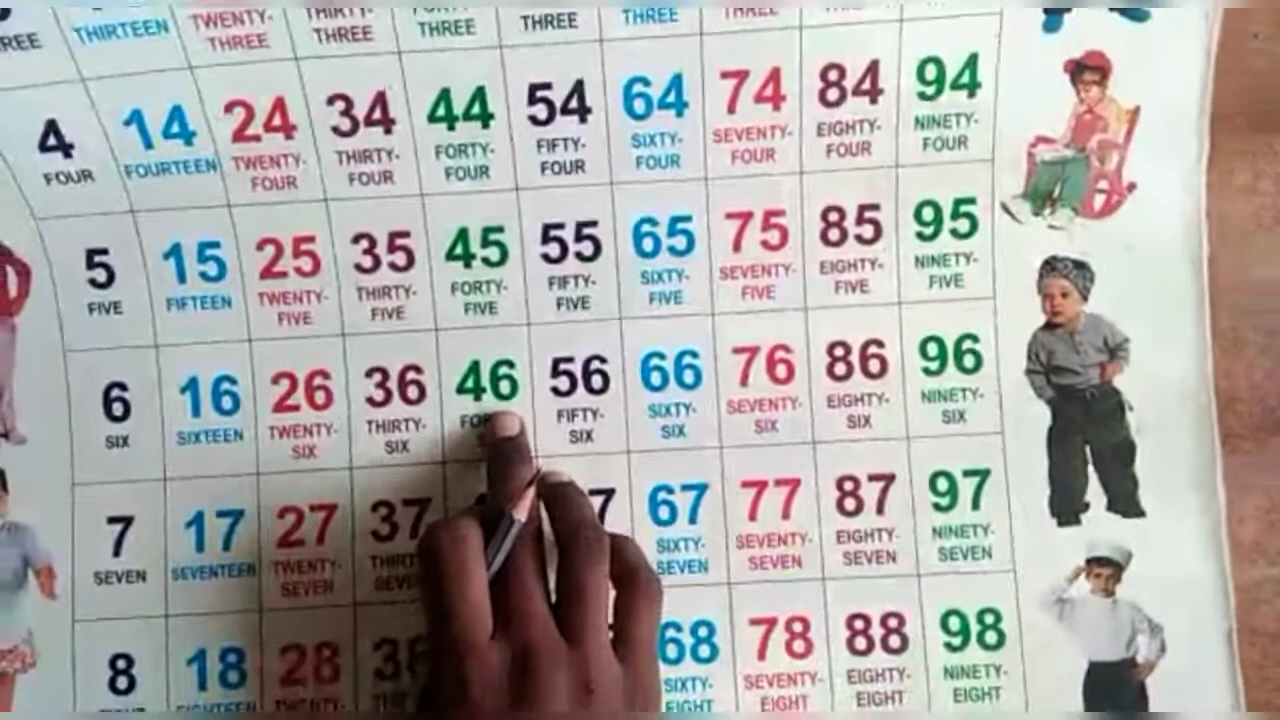 THIRTEEN TWENTY- THREE
THREE THREE THREE THREE THREE
4 14 24 34 44 54 64 74 84 94
FOUR FOURTEEN TWENTY- THIRTY- FORTY- FIFTY- SIXTY- SEVENTY- EIGHTY- NINETY-
FOUR FOUR FOUR FOUR FOUR FOUR FOUR FOUR
5 15 25 35 45 55 65 75 85 95
FIVE FIFTEEN TWENTY- THIRTY- FORTY- FIFTY- SIXTY- SEVENTY- EIGHTY- NINETY-
FIVE FIVE FIVE FIVE FIVE FIVE FIVE FIVE
6 16 26 36 46 56 66 76 86 96
SIX SIXTEEN TWENTY- THIRTY- FIFTY- SIXTY- SEVENTY- EIGHTY- NINETY-
SIX SIX SIX SIX SIX SIX SIX
7 17 27 37 67 77 87 97
SEVEN SEVENTEEN TWENTY- SIXTY- SEVENTY- EIGHTY- NINETY-
SEVEN SEVEN SEVEN SEVEN SEVEN
8 18 28 38 68 78 88 98
EIGHTEEN SIXTY- SEVENTY- EIGHTY- NINETY-
EIGHT EIGHT EIGHT EIGHT